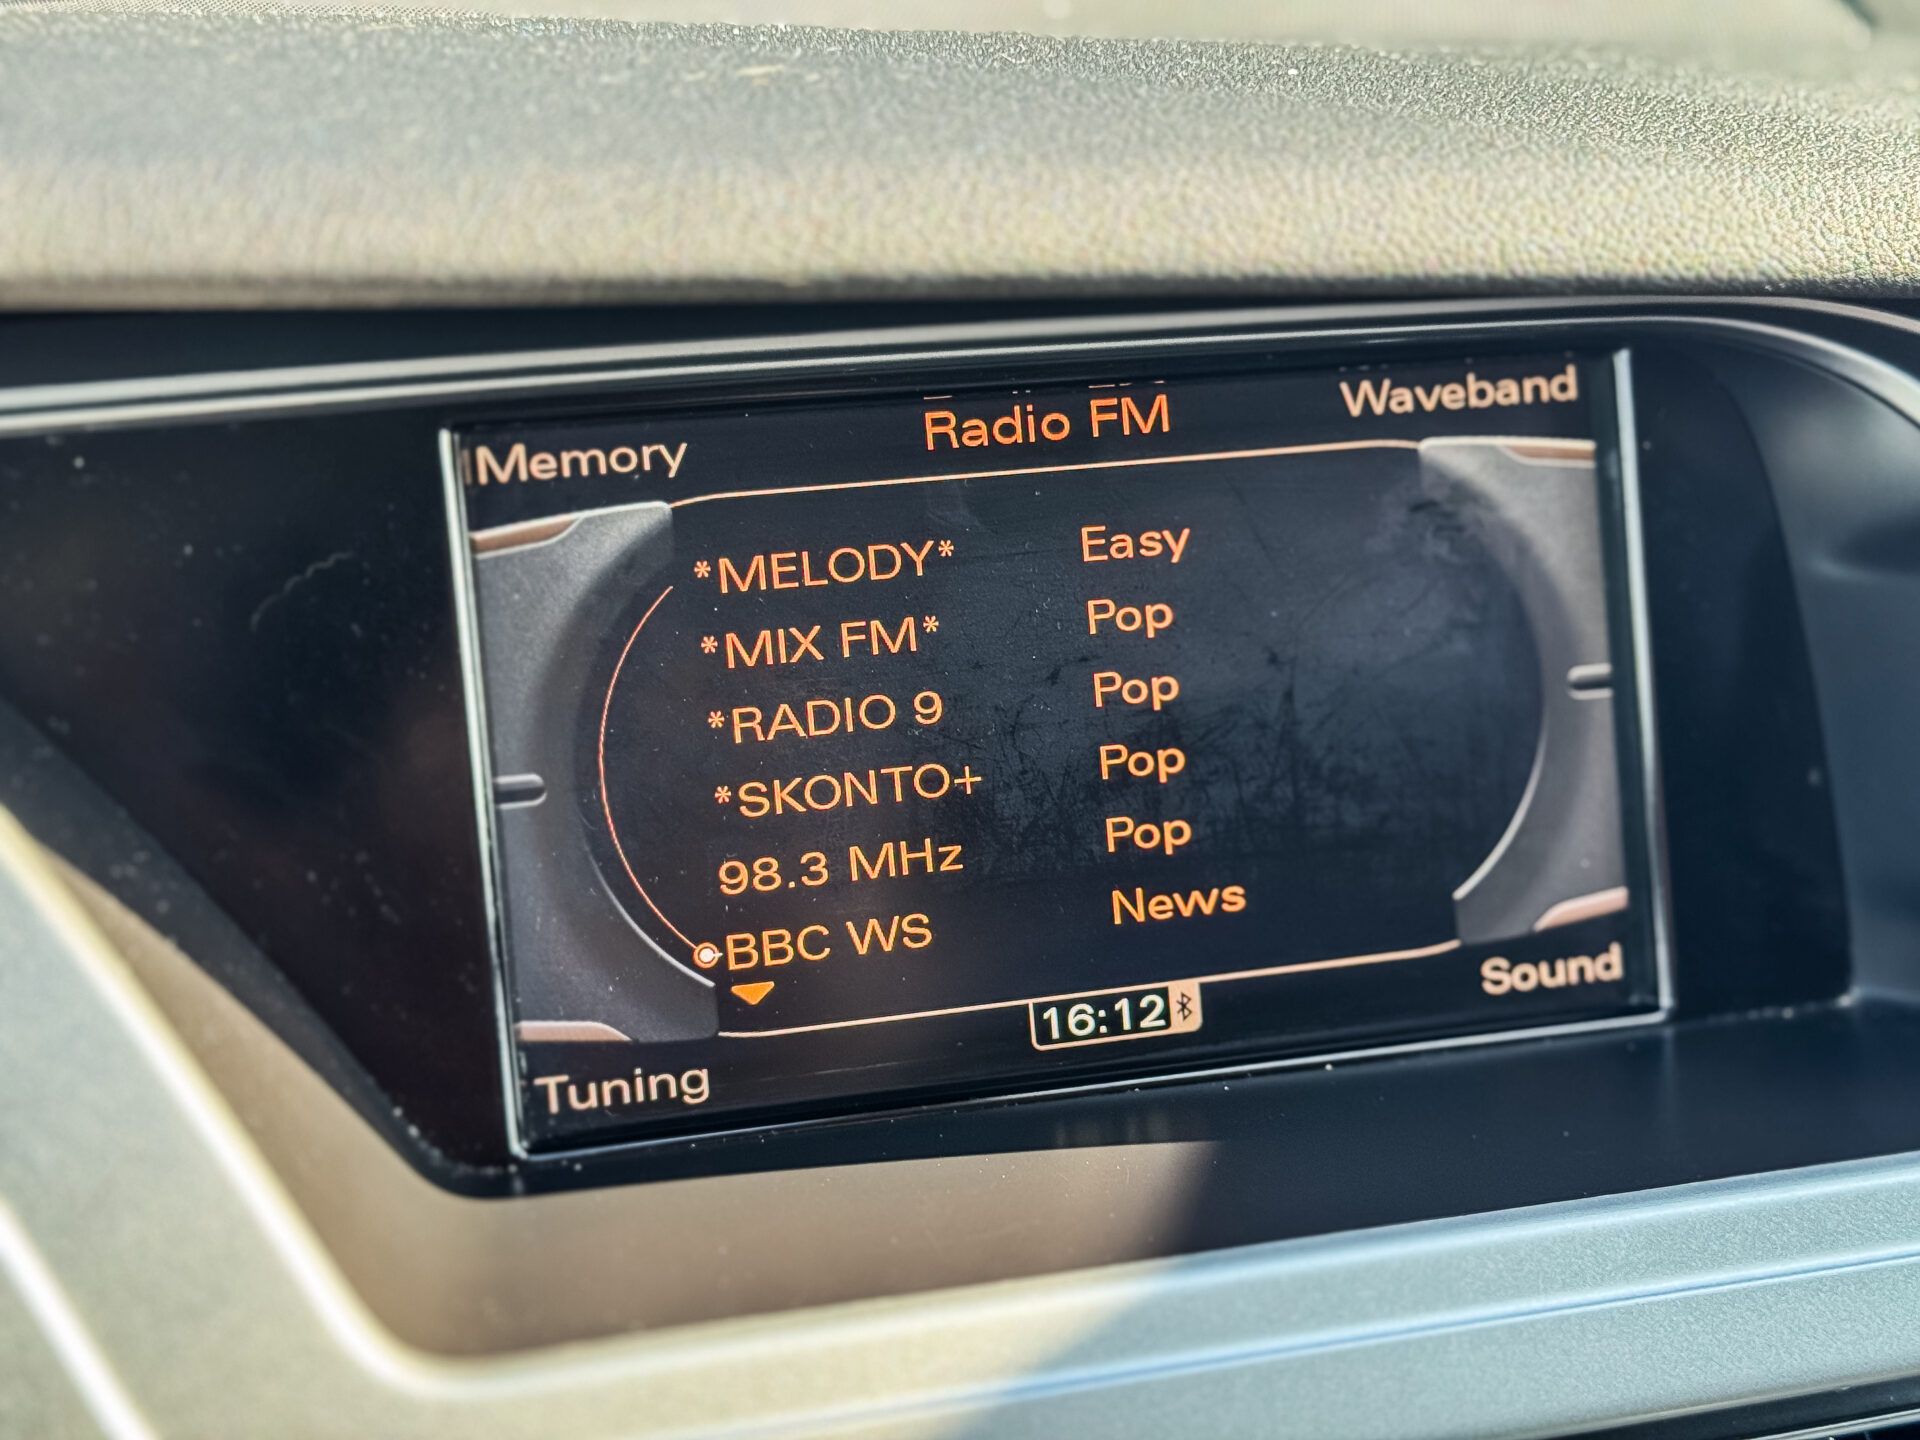 Memory Radio FM Waveband
*MELODY* Easy
*MIX FM* Pop
*RADIO 9 Pop
*SKONTO+ Pop
98.3 MHz Pop
BBC WS News
Tuning 16:12 Sound